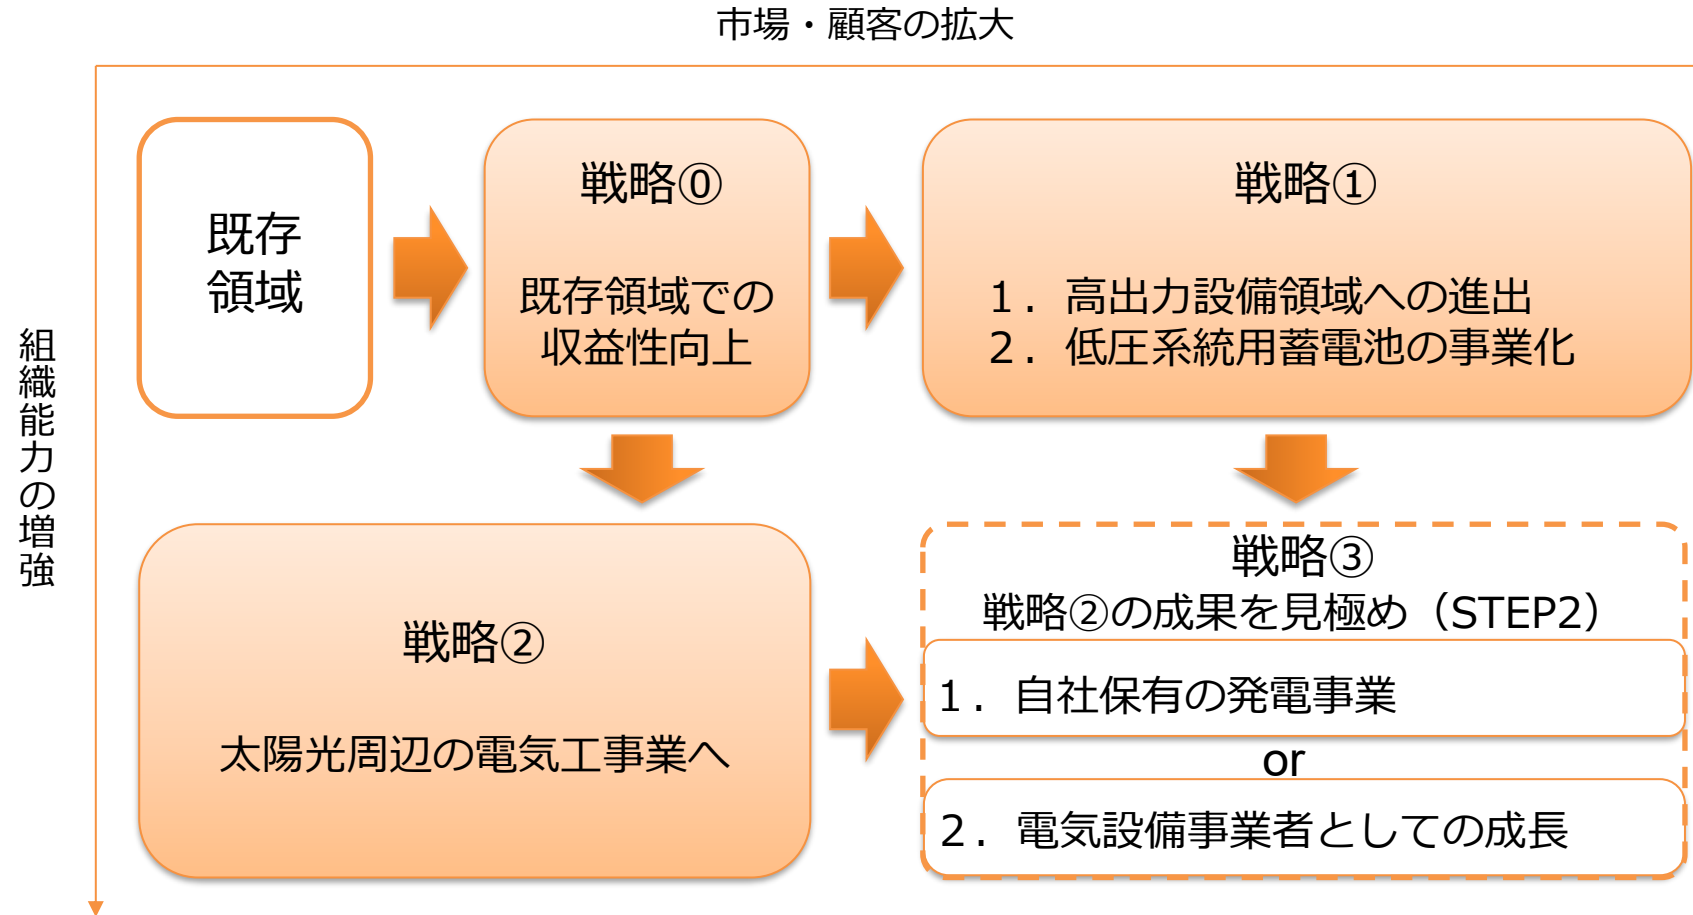 市場・顧客の拡大
組織能力の増強
既存
領域
戦略⓪
既存領域での
収益性向上
戦略①
１．高出力設備領域への進出
２．低圧系統用蓄電池の事業化
戦略②
太陽光周辺の電気工事業へ
戦略③
戦略②の成果を見極め（STEP2）
１．自社保有の発電事業
or
２．電気設備事業者としての成長